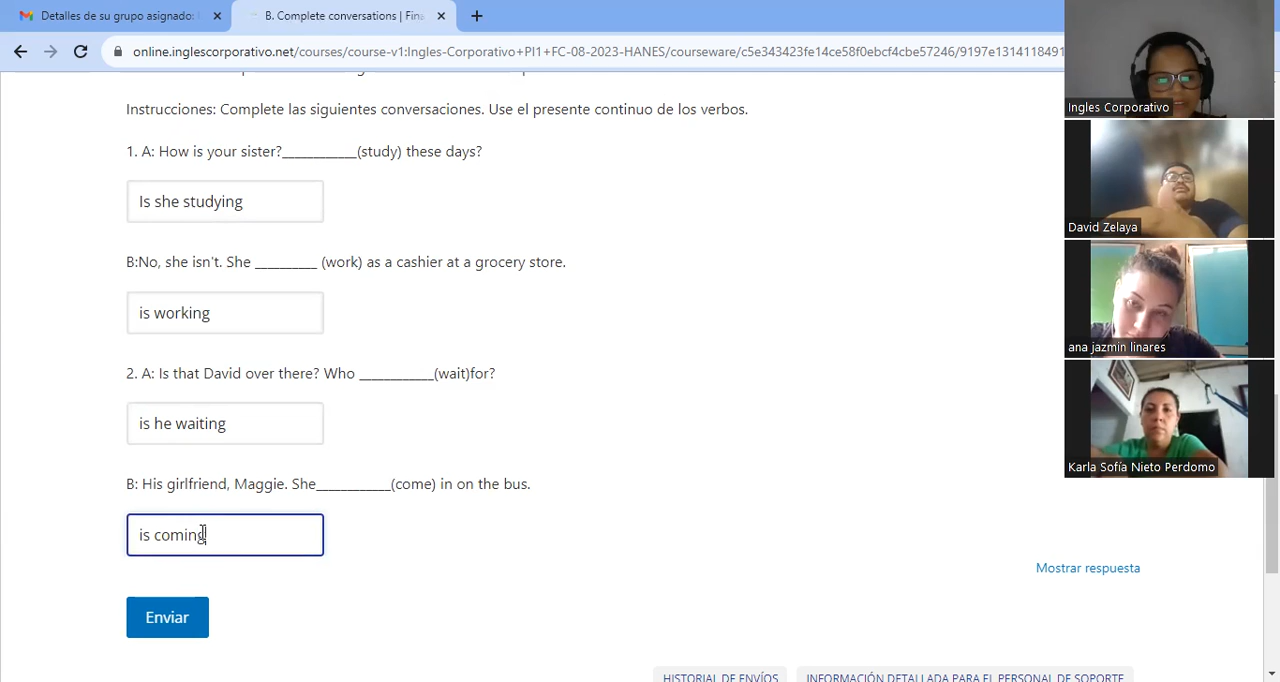 Detalles de su grupo asignado:
B. Complete conversations | Fina
online.inglescorporativo.net/courses/course-v1:Ingles-Corporativo+PI1+FC-08-2023-HANES/courseware/c5e343423fe14ce58f0ebcf4cbe57246/9197e1314118491
Instrucciones: Complete las siguientes conversaciones. Use el presente continuo de los verbos.
1. A: How is your sister?____________(study) these days?
Is she studying
B:No, she isn't. She __________ (work) as a cashier at a grocery store.
is working
2. A: Is that David over there? Who ____________(wait)for?
is he waiting
B: His girlfriend, Maggie. She____________(come) in on the bus.
is coming
Mostrar respuesta
Enviar
HISTORIAL DE ENVÍOS
INFORMACIÓN DETALLADA PARA EL PERSONAL DE SOPORTE
Ingles Corporativo
David Zelaya
ana jazmin linares
Karla Sofía Nieto Perdomo